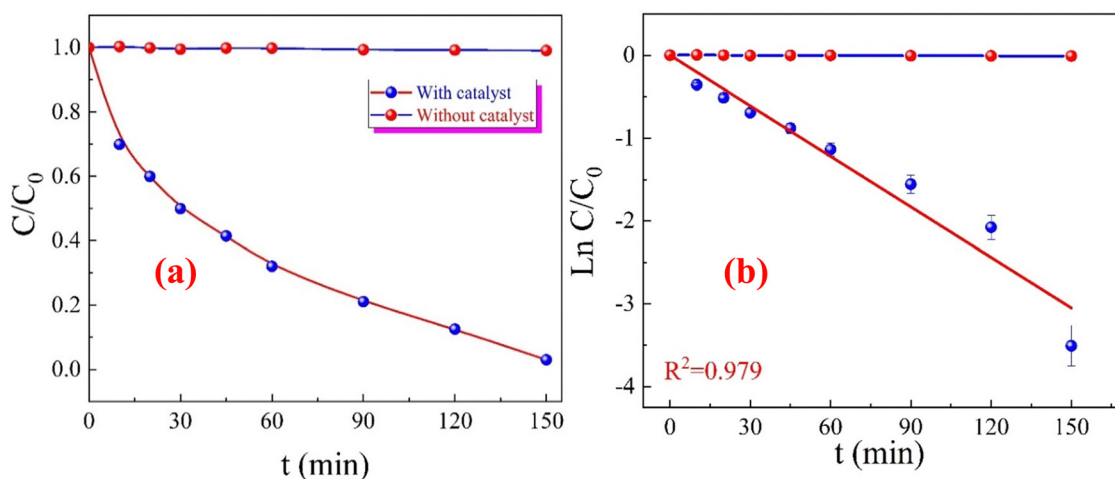 C/C0
1.0
0.8
0.6
0.4
0.2
0.0
With catalyst
Without catalyst
(a)
0 30 60 90 120 150
t (min)
Ln C/C0
0
-1
-2
-3
-4
(b)
R²=0.979
0 30 60 90 120 150
t (min)